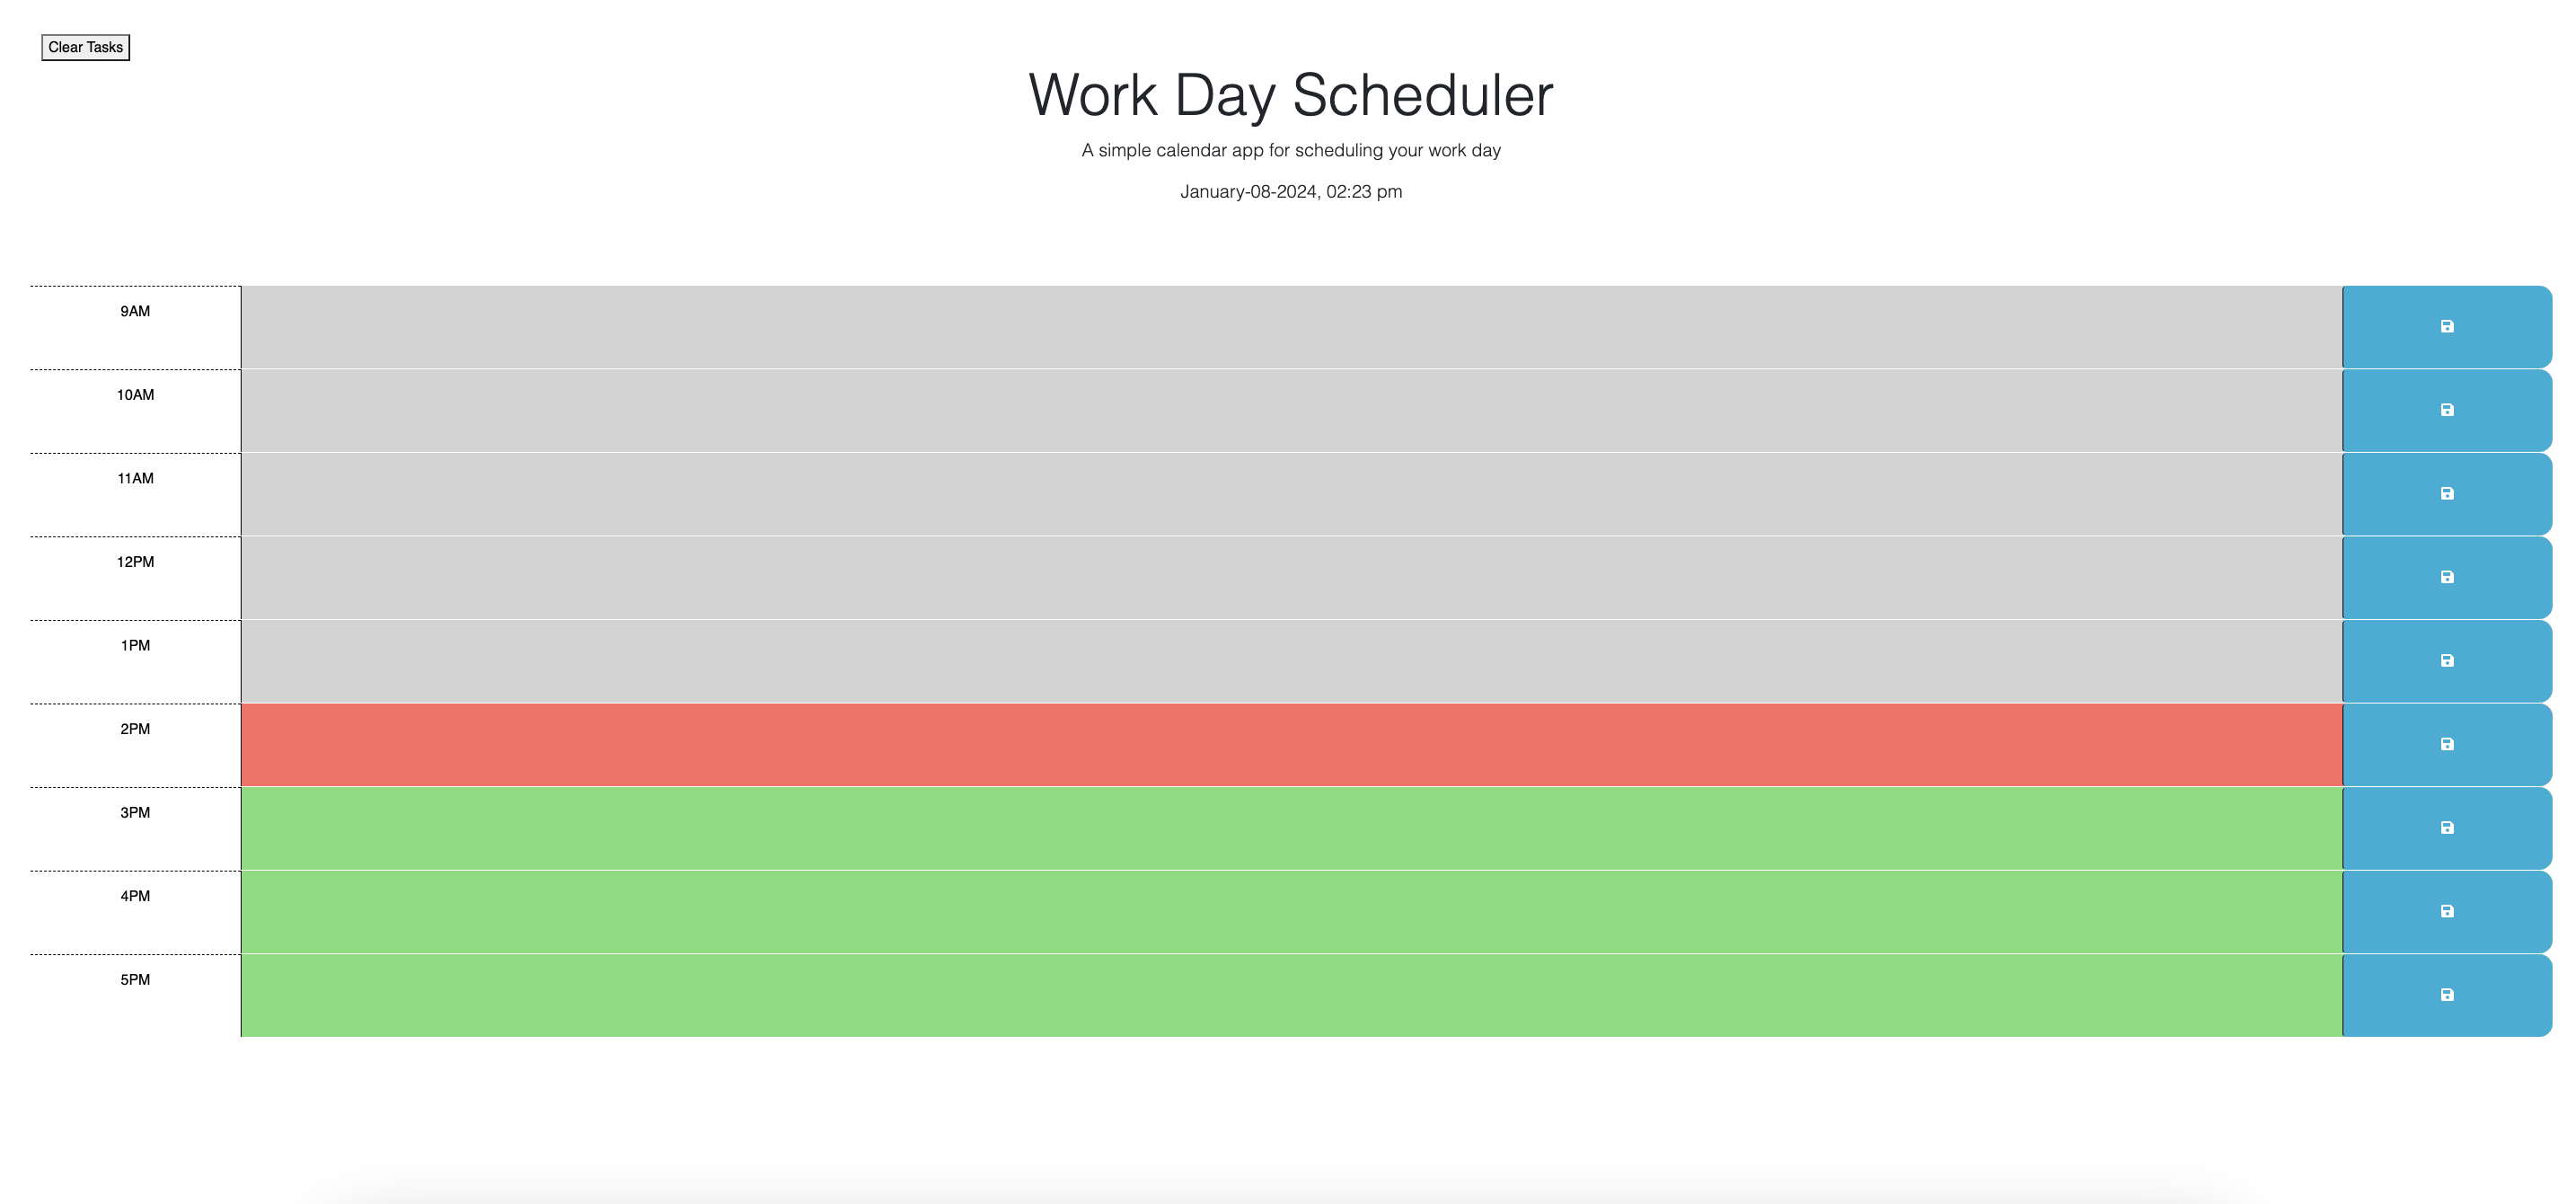 Clear Tasks
Work Day Scheduler
A simple calendar app for scheduling your work day
January-08-2024, 02:23 pm
9AM
10AM
11AM
12PM
1PM
2PM
3PM
4PM
5PM